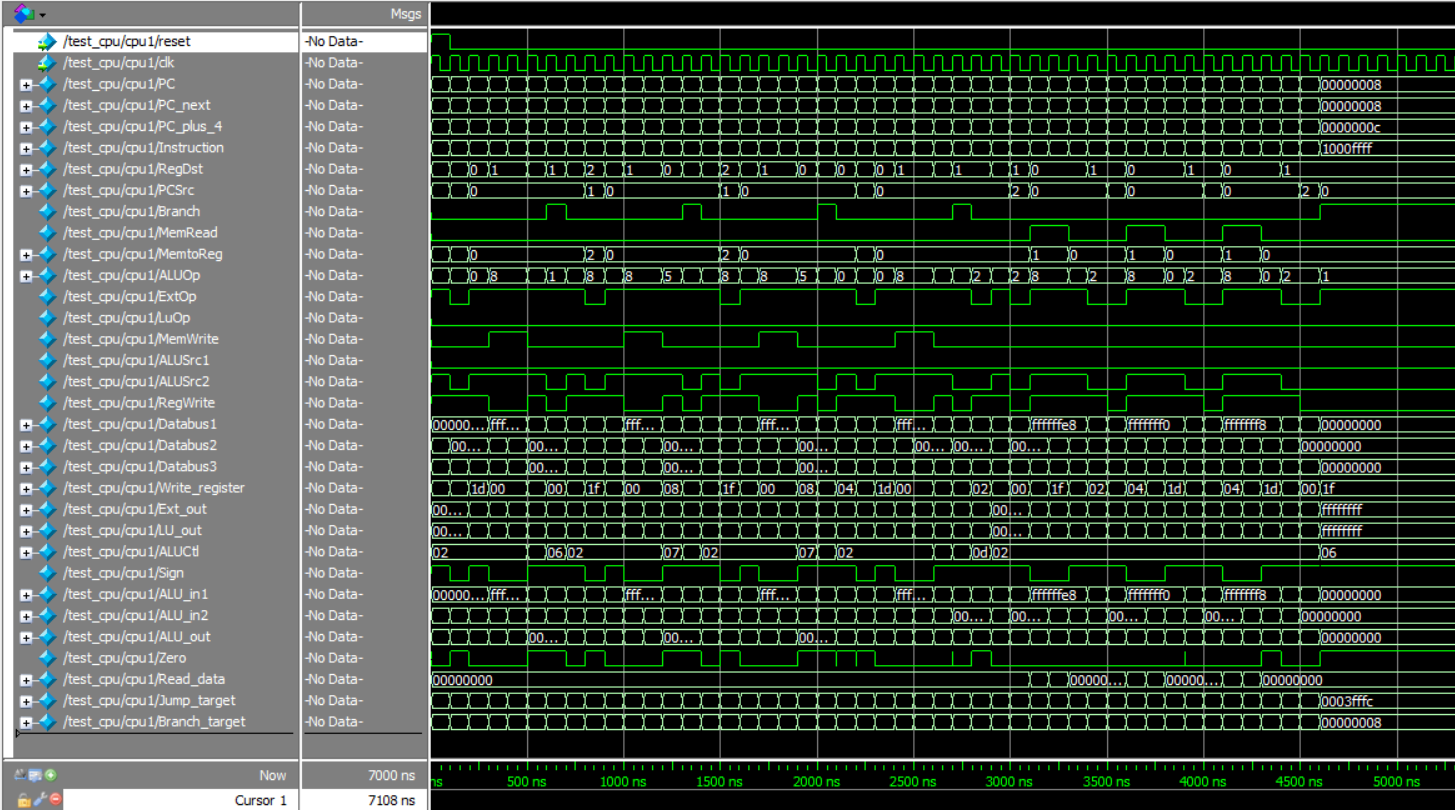 Msgs
/test_cpu/cpu1/reset -No Data-
/test_cpu/cpu1/clk -No Data-
/test_cpu/cpu1/PC -No Data- 00000008
/test_cpu/cpu1/PC_next -No Data- 00000008
/test_cpu/cpu1/PC_plus_4 -No Data- 0000000c
/test_cpu/cpu1/Instruction -No Data- 1000ffff
/test_cpu/cpu1/RegDst -No Data- 0 1 1 2 1 0 2 1 0 0 0 1 1 1 0 1 0 1 0 1
/test_cpu/cpu1/PCSrc -No Data- 0 1 0 1 0 0 2 0 0 0 2 0
/test_cpu/cpu1/Branch -No Data-
/test_cpu/cpu1/MemRead -No Data-
/test_cpu/cpu1/MemtoReg -No Data- 0 2 0 2 0 0 1 0 1 0 1 0
/test_cpu/cpu1/ALUOp -No Data- 0 8 1 8 8 5 8 8 5 0 0 8 2 2 8 2 8 0 2 8 0 2 1
/test_cpu/cpu1/ExtOp -No Data-
/test_cpu/cpu1/LuOp -No Data-
/test_cpu/cpu1/MemWrite -No Data-
/test_cpu/cpu1/ALUSrc1 -No Data-
/test_cpu/cpu1/ALUSrc2 -No Data-
/test_cpu/cpu1/RegWrite -No Data-
/test_cpu/cpu1/Databus1 -No Data- 00000... fff... fff... fff... fff... ffffffe8 fffffff0 fffffff8 00000000
/test_cpu/cpu1/Databus2 -No Data- 00... 00... 00... 00... 00... 00... 00... 00000000
/test_cpu/cpu1/Databus3 -No Data- 00... 00... 00... 00000000
/test_cpu/cpu1/Write_register -No Data- 1d 00 00 1f 00 08 1f 00 08 04 1d 00 02 00 1f 02 04 1d 04 1d 00 1f
/test_cpu/cpu1/Ext_out -No Data- 00... 00... ffffffff
/test_cpu/cpu1/LU_out -No Data- 00... 00... ffffffff
/test_cpu/cpu1/ALUCtl -No Data- 02 06 02 07 02 07 02 0d 02 06
/test_cpu/cpu1/Sign -No Data-
/test_cpu/cpu1/ALU_in1 -No Data- 00000... fff... fff... fff... fff... ffffffe8 fffffff0 fffffff8 00000000
/test_cpu/cpu1/ALU_in2 -No Data- 00... 00... 00... 00... 00000000
/test_cpu/cpu1/ALU_out -No Data- 00... 00... 00... 00000000
/test_cpu/cpu1/Zero -No Data-
/test_cpu/cpu1/Read_data -No Data- 00000000 00000... 00000... 00000000
/test_cpu/cpu1/Jump_target -No Data- 0003fffc
/test_cpu/cpu1/Branch_target -No Data- 00000008
Now 7000 ns ns 500 ns 1000 ns 1500 ns 2000 ns 2500 ns 3000 ns 3500 ns 4000 ns 4500 ns 5000 ns
Cursor 1 7108 ns